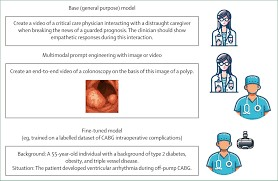 Base (general purpose) model
Create a video of a critical care physician interacting with a distraught caregiver
when breaking the news of a guarded prognosis. The clinician should show
empathetic responses during this interaction.
Multimodal prompt engineering with image or video
Create an end-to-end video of a colonoscopy on the basis of this image of a polyp.
Fine-tuned model
(eg, trained on a labelled dataset of CABG intraoperative complications)
Background: A 55-year-old individual with a background of type 2 diabetes,
obesity, and triple vessel disease.
Situation: The patient developed ventricular arrhythmia during off-pump CABG.